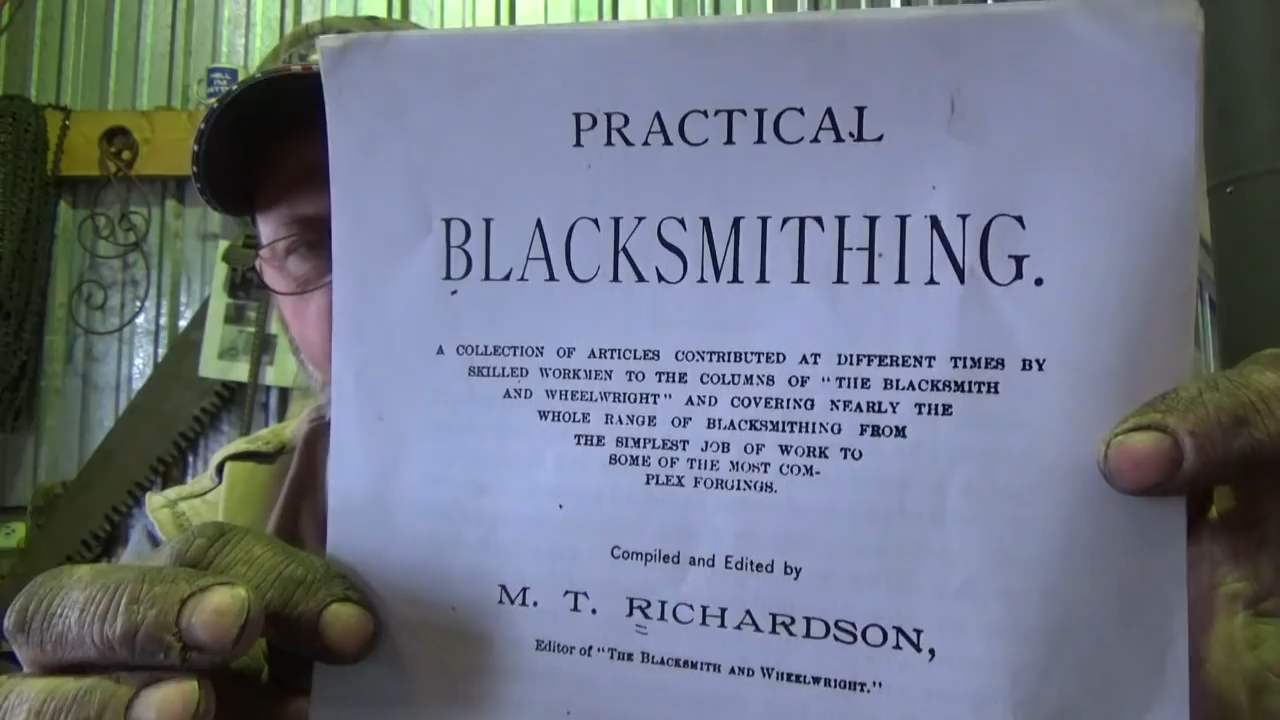 PRACTICAL
BLACKSMITHING.
A COLLECTION OF ARTICLES CONTRIBUTED AT DIFFERENT TIMES BY
SKILLED WORKMEN TO THE COLUMNS OF "THE BLACKSMITH
AND WHEELWRIGHT" AND COVERING NEARLY THE
WHOLE RANGE OF BLACKSMITHING FROM
THE SIMPLEST JOB OF WORK TO
SOME OF THE MOST COM-
PLEX FORGINGS.
Compiled and Edited by
M. T. RICHARDSON,
Editor of "THE BLACKSMITH AND WHEELWRIGHT."